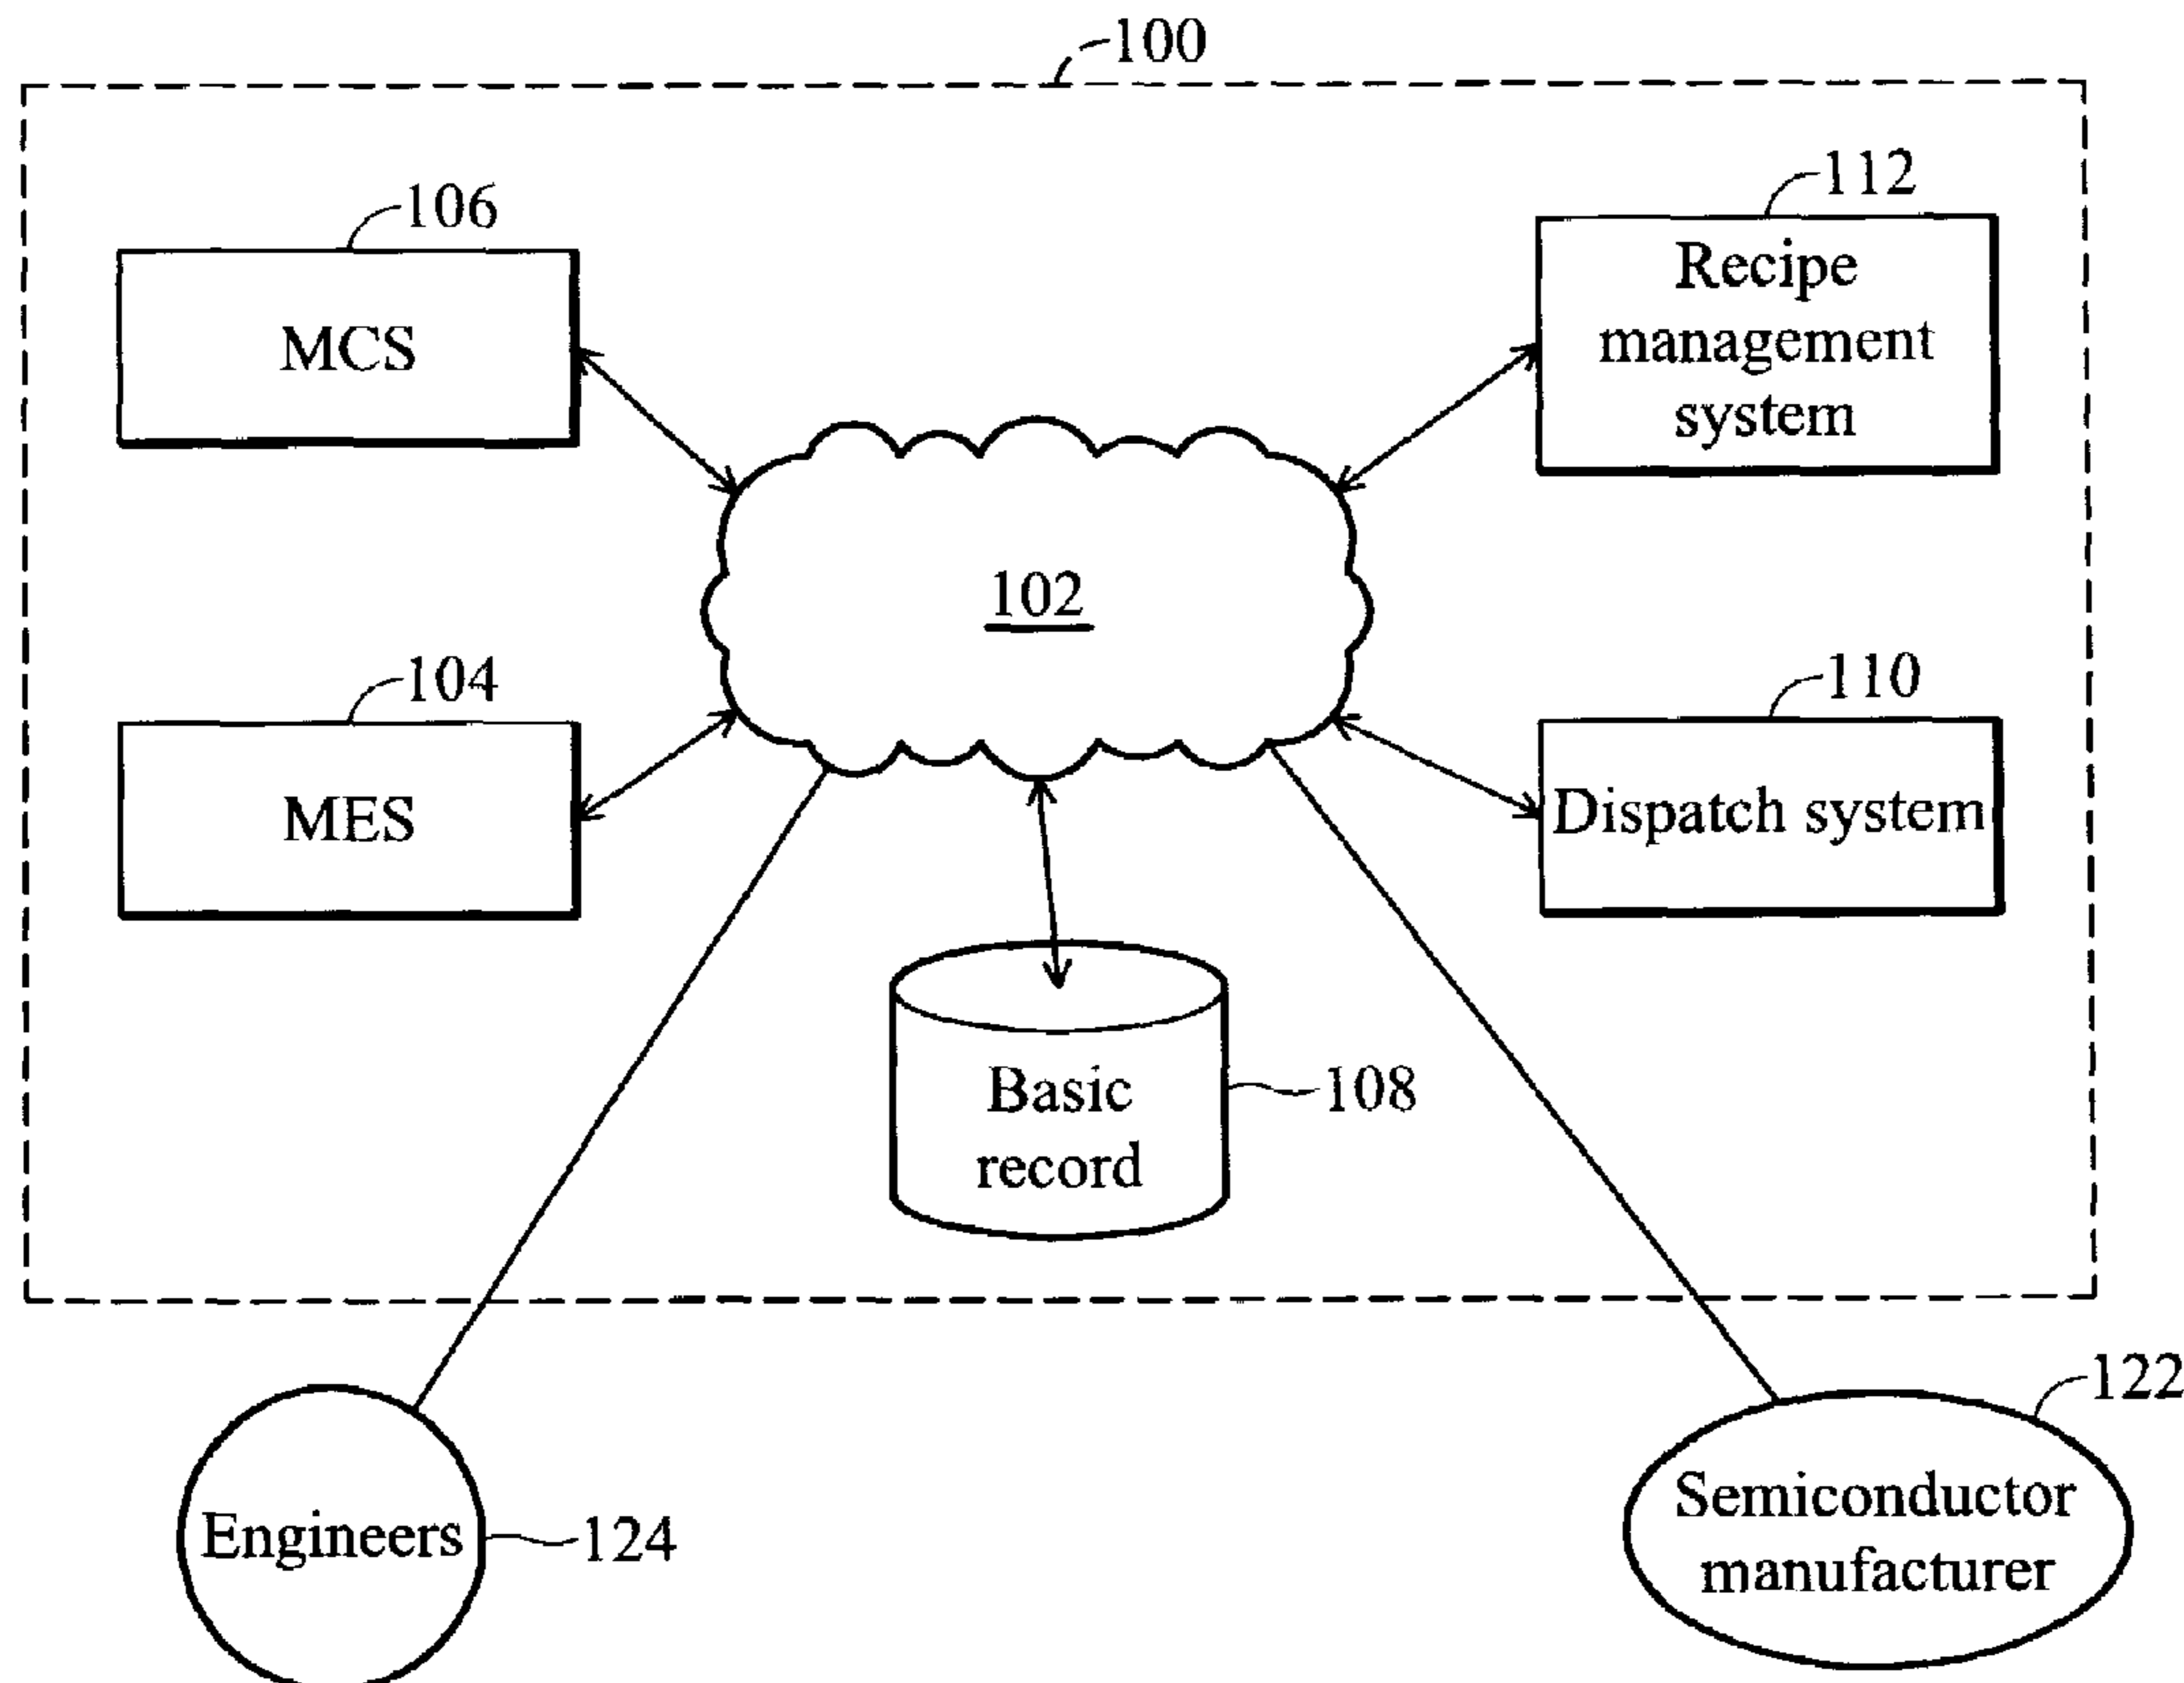 100
106
112
MCS
Recipe
management
system
102
104
110
MES
Dispatch system
Basic
record
108
122
Engineers
124
Semiconductor
manufacturer